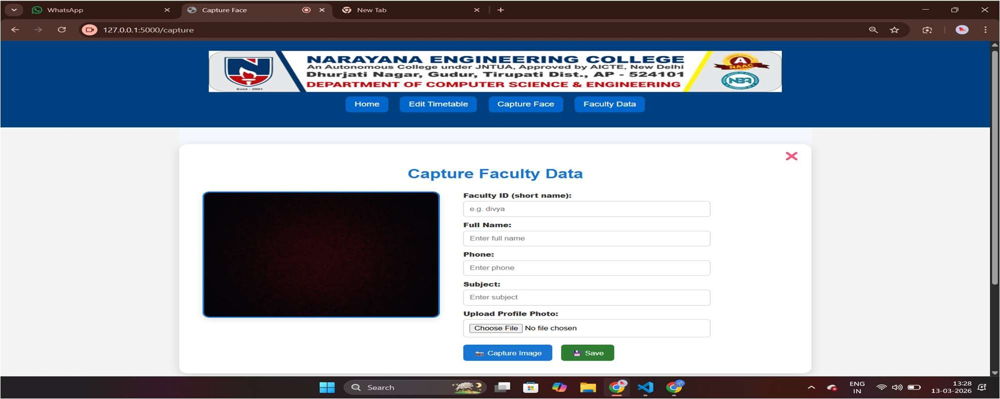 WhatsApp
Capture Face
New Tab
127.0.0.1:5000/capture
NARAYANA ENGINEERING COLLEGE
An Autonomous College under JNTUA, Approved by AICTE, New Delhi
Dhurjati Nagar, Gudur, Tirupati Dist., AP - 524101
DEPARTMENT OF COMPUTER SCIENCE & ENGINEERING
N
Estd : 2001
A
NAAC
NBA
Home
Edit Timetable
Capture Face
Faculty Data
Capture Faculty Data
Faculty ID (short name):
e.g. divya
Full Name:
Enter full name
Phone:
Enter phone
Subject:
Enter subject
Upload Profile Photo:
Choose File No file chosen
Capture Image
Save
Search
ENG
IN
13:28
13-03-2026